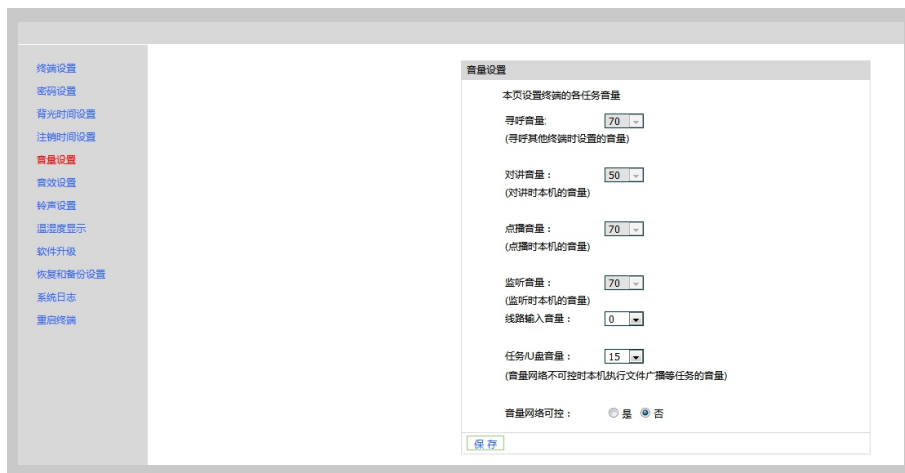 终端设置
密码设置
背光时间设置
注销时间设置
音量设置
音效设置
铃声设置
温湿度显示
软件升级
恢复和备份设置
系统日志
重启终端
音量设置
本页设置终端的各任务音量
寻呼音量: 70
(寻呼其他终端时设置的音量)
对讲音量： 50
(对讲时本机的音量)
点播音量： 70
(点播时本机的音量)
监听音量： 70
(监听时本机的音量)
线路输入音量： 0
任务/U盘音量： 15
(音量网络不可控时本机执行文件广播等任务的音量)
音量网络可控： 是 否
保存